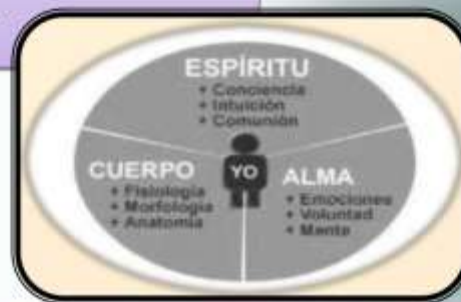 ESPÍRITU
+ Conciencia
+ Intuición
+ Comunión
CUERPO
+ Fisiología
+ Morfología
+ Anatomía
YO
ALMA
+ Emociones
+ Voluntad
+ Mente